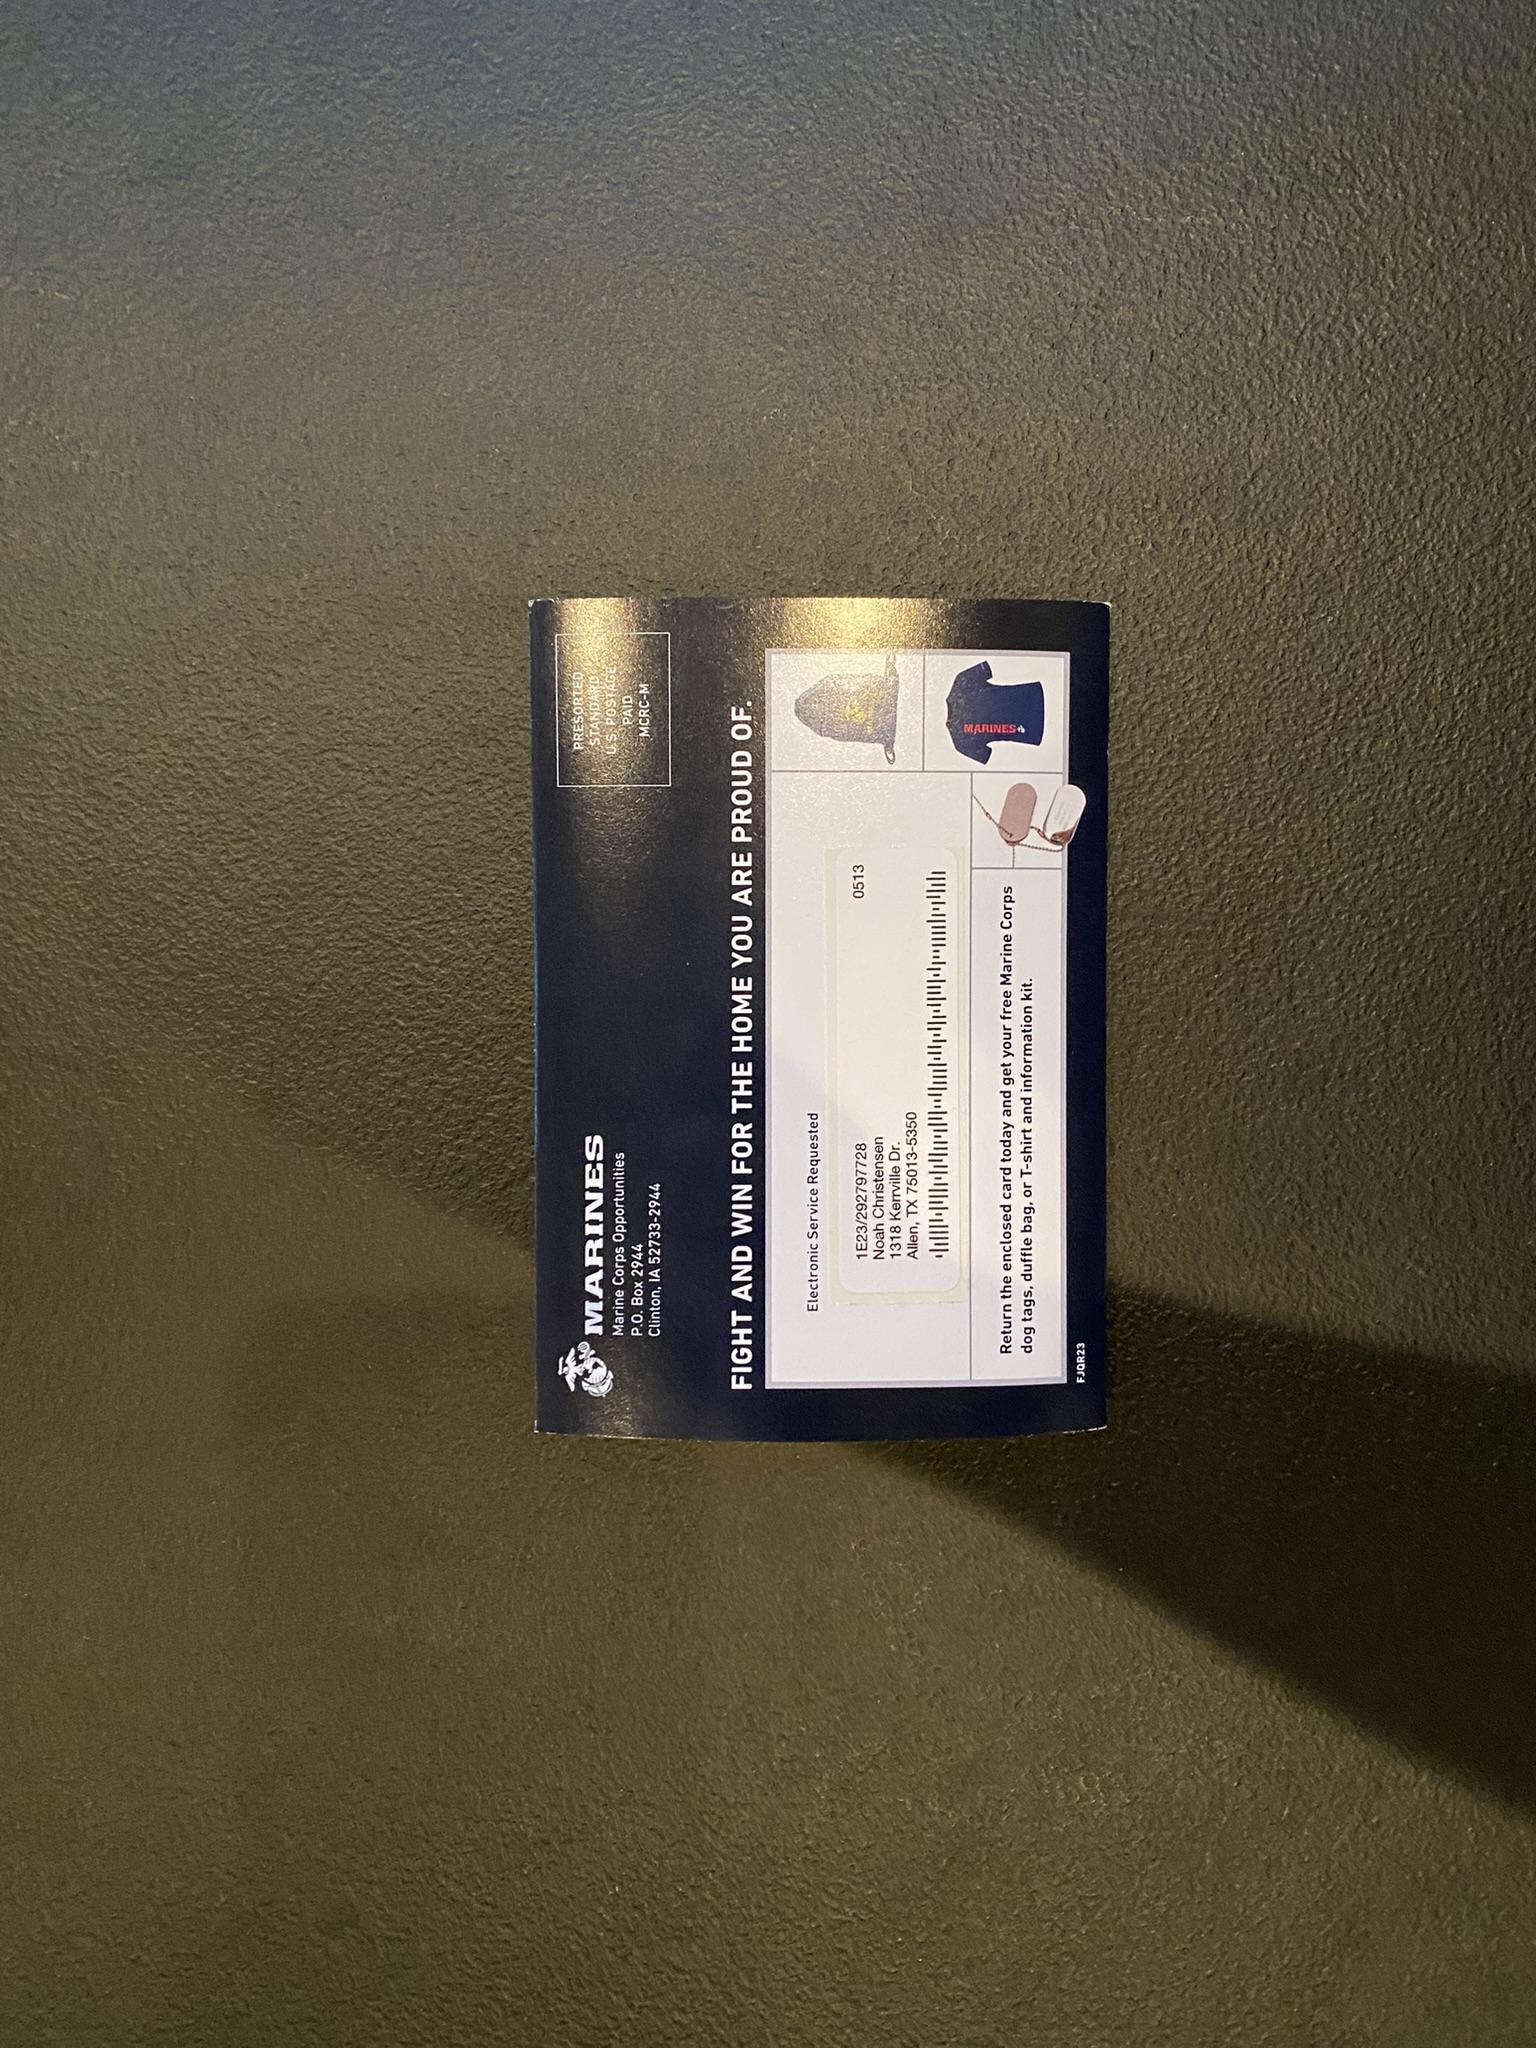 MARINES
Marine Corps Opportunities
P.O. Box 2944
Clinton, IA 52733-2944
PRESORTED
STANDARD
U.S. POSTAGE
PAID
MCRC-M
FIGHT AND WIN FOR THE HOME YOU ARE PROUD OF.
Electronic Service Requested
1E23/292797728
0513
Noah Christensen
1318 Kerrville Dr.
Allen, TX 75013-5350
MARINES
Return the enclosed card today and get your free Marine Corps
dog tags, duffle bag, or T-shirt and information kit.
FJQR23